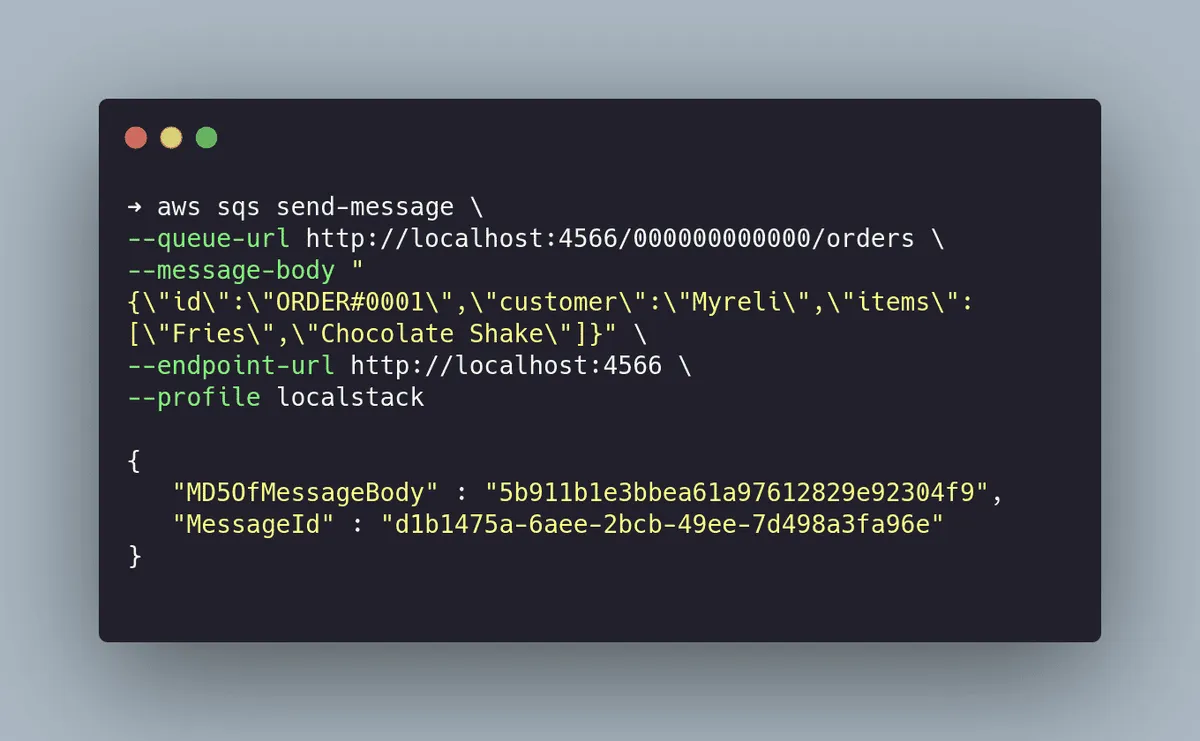 ➜ aws sqs send-message \
--queue-url http://localhost:4566/000000000000/orders \
--message-body "
{\"id\":\"ORDER#0001\",\"customer\":\"Myreli\",\"items\":
[\"Fries\",\"Chocolate Shake\"]}" \
--endpoint-url http://localhost:4566 \
--profile localstack
{
"MD5OfMessageBody" : "5b911b1e3bbea61a97612829e92304f9",
"MessageId" : "d1b1475a-6aee-2bcb-49ee-7d498a3fa96e"
}